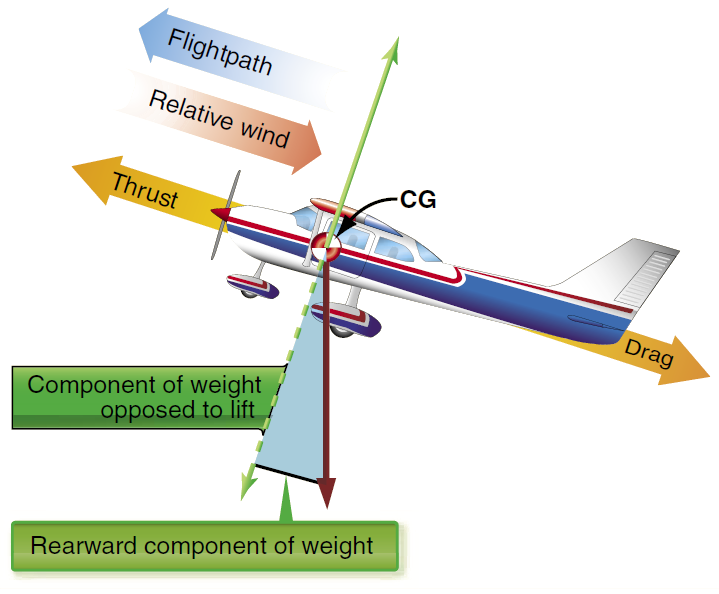 Flightpath
Relative wind
Thrust
CG
Drag
Component of weight
opposed to lift
Rearward component of weight